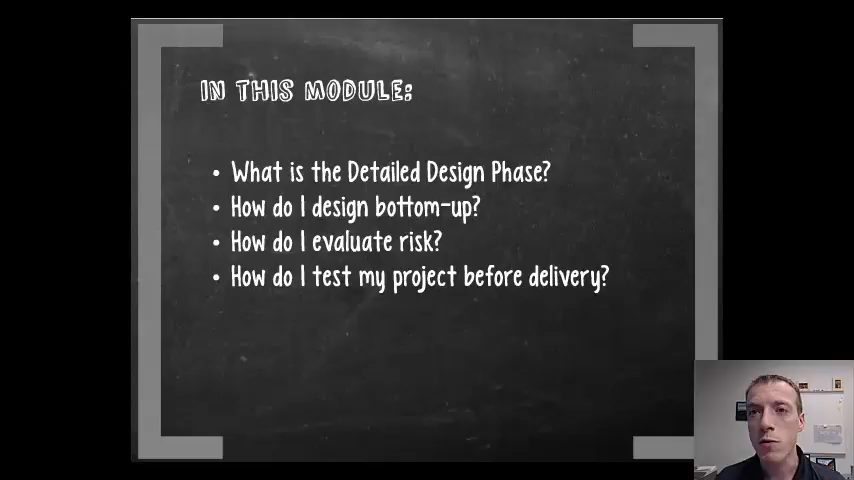 IN THIS MODULE:
• What is the Detailed Design Phase?
• How do I design bottom-up?
• How do I evaluate risk?
• How do I test my project before delivery?